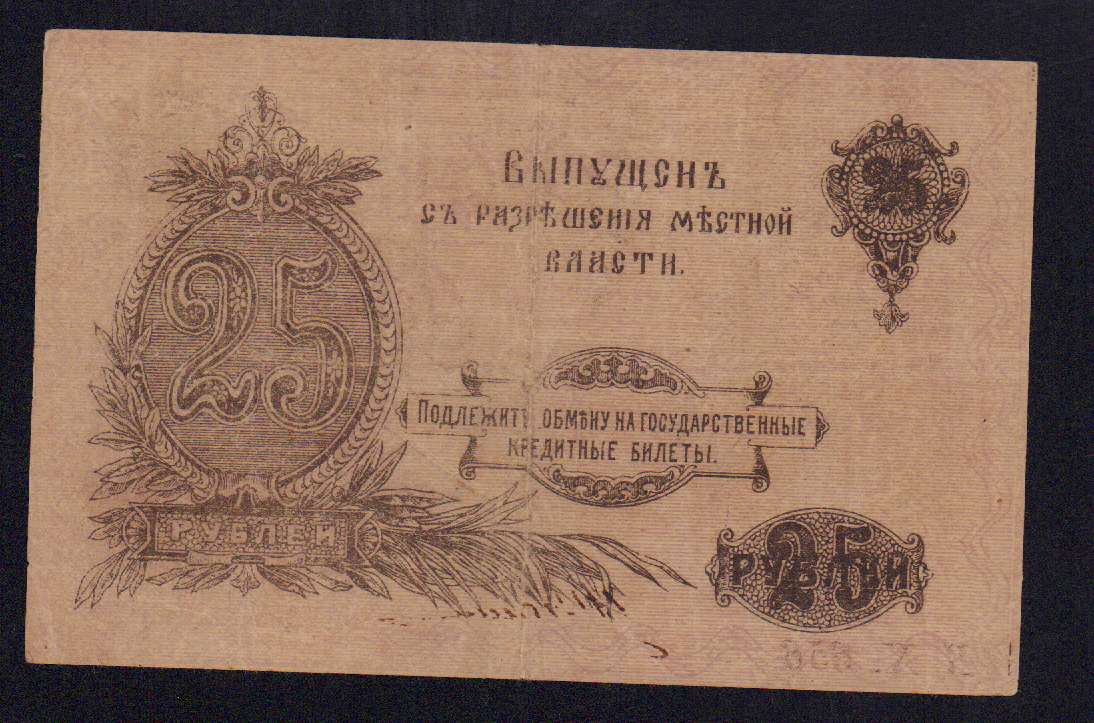 25
РУБЛЕЙ
ВЫПУЩЕНЪ
СЪ РАЗРѢШЕНІЯ МѢСТНОЙ
ВЛАСТИ.
25
ПОДЛЕЖИТЪ ОБМѢНУ НА ГОСУДАРСТВЕННЫЕ
КРЕДИТНЫЕ БИЛЕТЫ.
25
РУБЛЕЙ